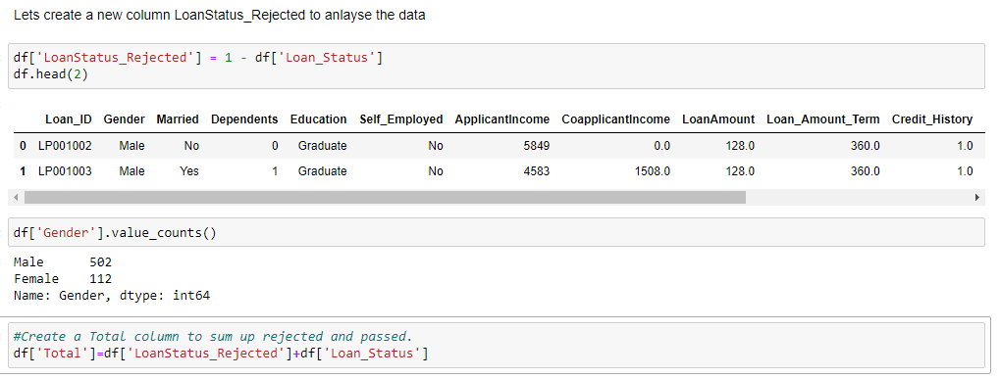 Lets create a new column LoanStatus_Rejected to anlayse the data
df['LoanStatus_Rejected'] = 1 - df['Loan_Status']
df.head(2)
Loan_ID Gender Married Dependents Education Self_Employed ApplicantIncome CoapplicantIncome LoanAmount Loan_Amount_Term Credit_History
0 LP001002 Male No 0 Graduate No 5849 0.0 128.0 360.0 1.0
1 LP001003 Male Yes 1 Graduate No 4583 1508.0 128.0 360.0 1.0
df['Gender'].value_counts()
Male 502
Female 112
Name: Gender, dtype: int64
#Create a Total column to sum up rejected and passed.
df['Total']=df['LoanStatus_Rejected']+df['Loan_Status']